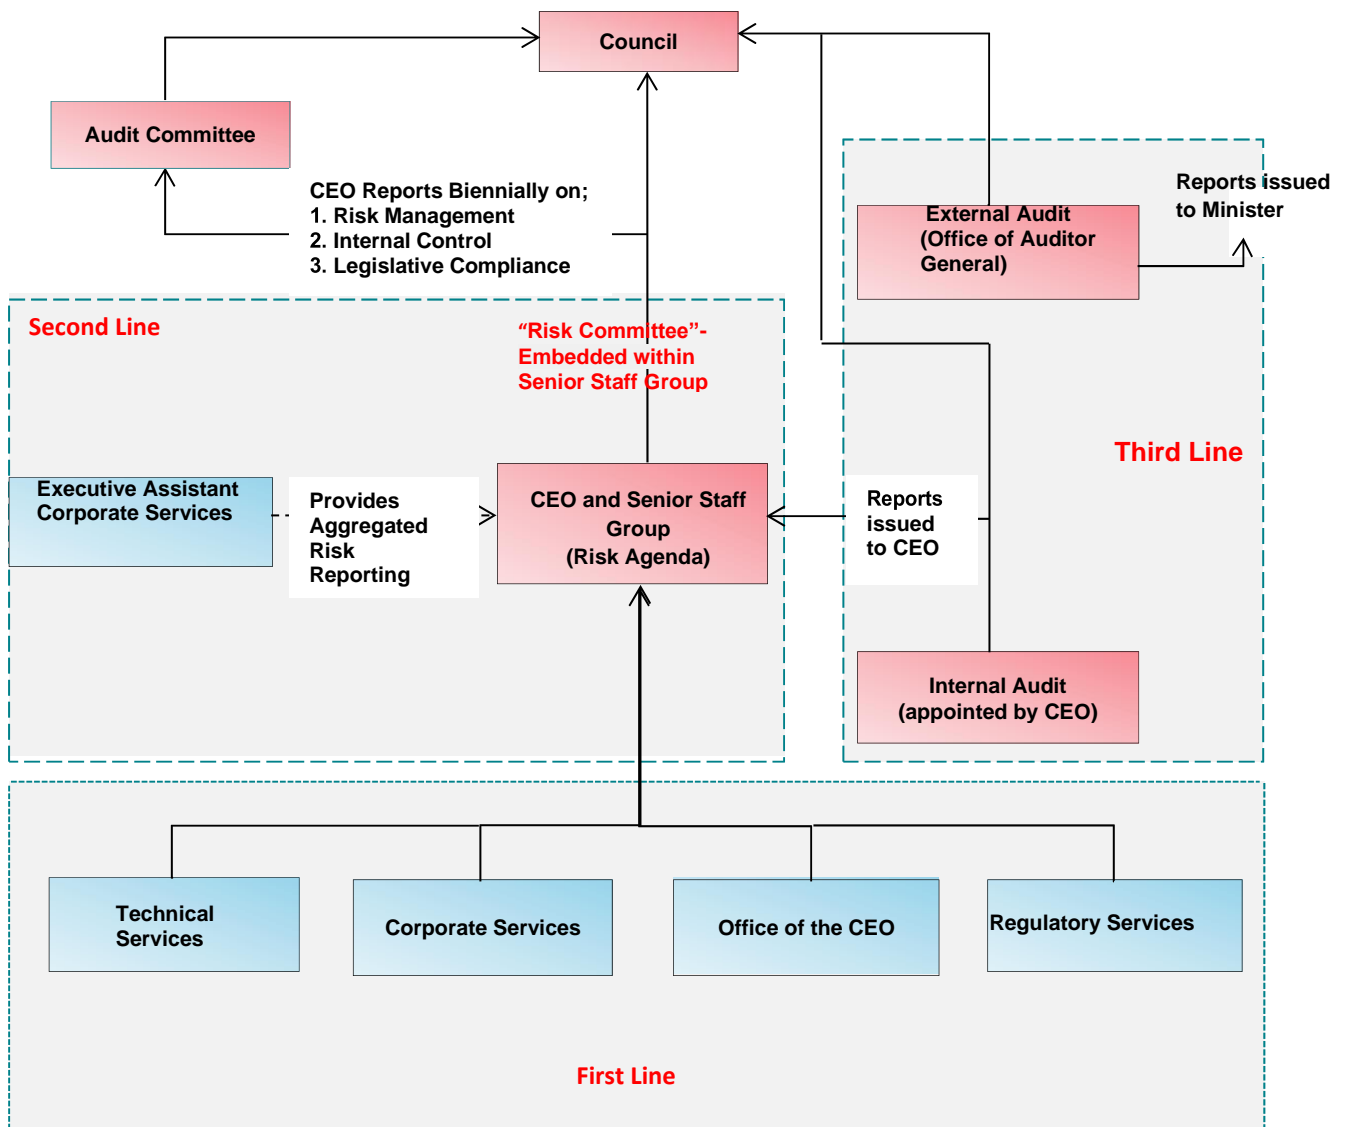 Council
Audit Committee
CEO Reports Biennially on;
1. Risk Management
2. Internal Control
3. Legislative Compliance
Reports issued
to Minister
External Audit
(Office of Auditor
General)
Second Line
“Risk Committee”-
Embedded within
Senior Staff Group
Third Line
Executive Assistant
Corporate Services
Provides
Aggregated
Risk
Reporting
CEO and Senior Staff
Group
(Risk Agenda)
Reports
issued
to CEO
Internal Audit
(appointed by CEO)
Technical
Services
Corporate Services
Office of the CEO
Regulatory Services
First Line